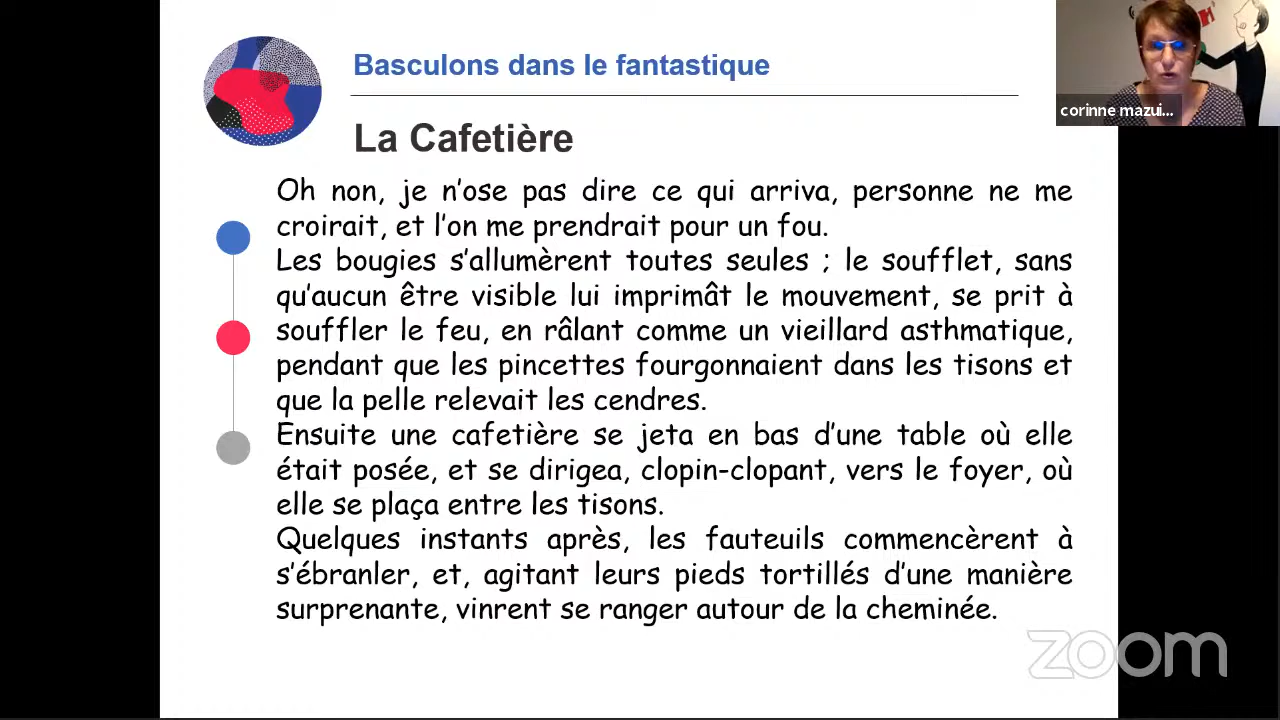 Basculons dans le fantastique
corinne mazui...
La Cafetière
Oh non, je n'ose pas dire ce qui arriva, personne ne me
croirait, et l'on me prendrait pour un fou.
Les bougies s'allumèrent toutes seules ; le soufflet, sans
qu'aucun être visible lui imprimât le mouvement, se prit à
souffler le feu, en râlant comme un vieillard asthmatique,
pendant que les pincettes fourgonnaient dans les tisons et
que la pelle relevait les cendres.
Ensuite une cafetière se jeta en bas d'une table où elle
était posée, et se dirigea, clopin-clopant, vers le foyer, où
elle se plaça entre les tisons.
Quelques instants après, les fauteuils commencèrent à
s'ébranler, et, agitant leurs pieds tortillés d'une manière
surprenante, vinrent se ranger autour de la cheminée.
zoom